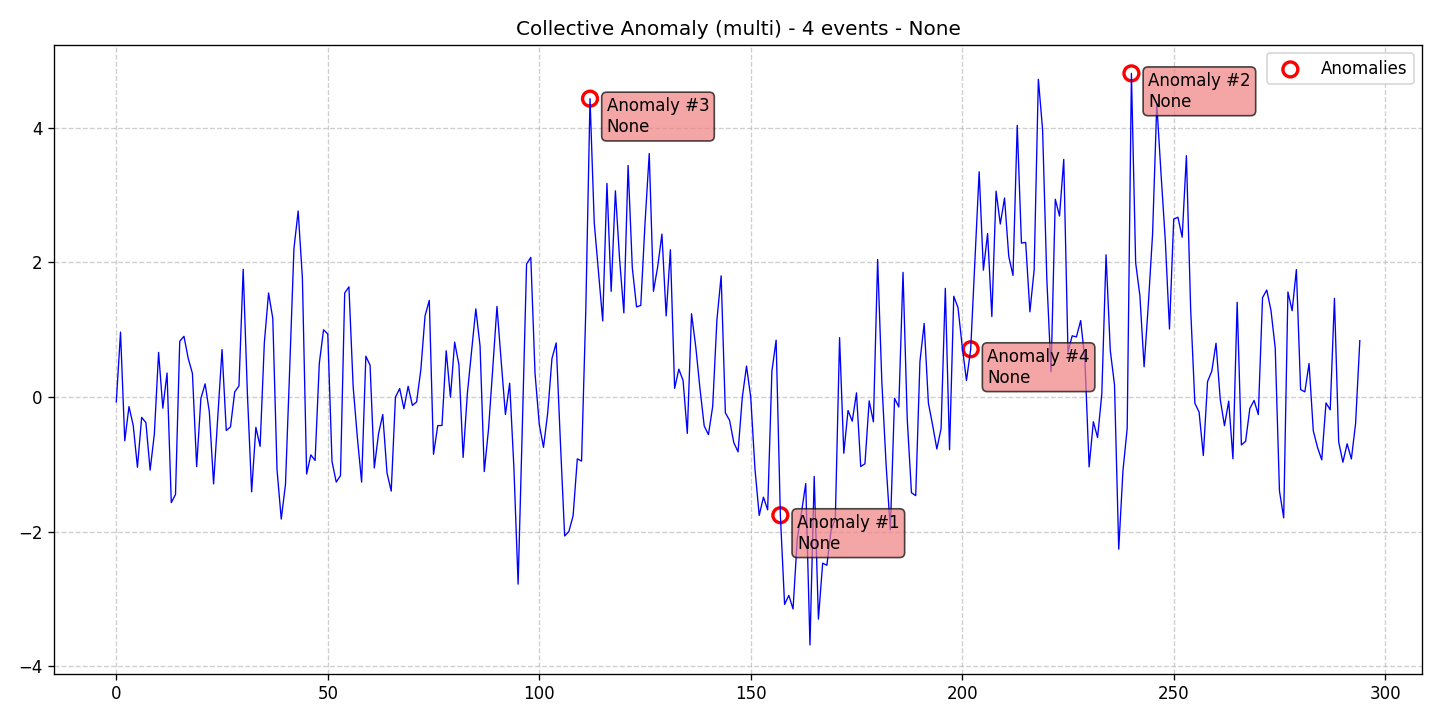 Collective Anomaly (multi) - 4 events - None
Anomalies
Anomaly #2
None
Anomaly #3
None
Anomaly #4
None
Anomaly #1
None
4
2
0
−2
−4
0
50
100
150
200
250
300